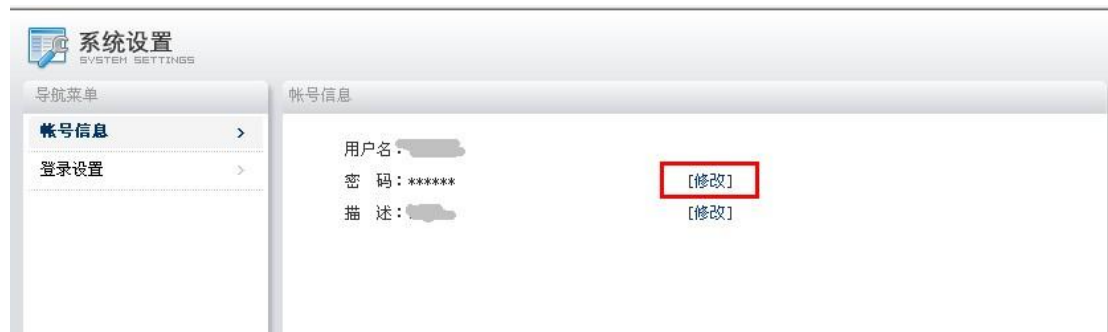 系统设置
SYSTEM SETTINGS
导航菜单
帐号信息 >
登录设置 >
帐号信息
用户名：
密 码：****** [修改]
描 述： [修改]